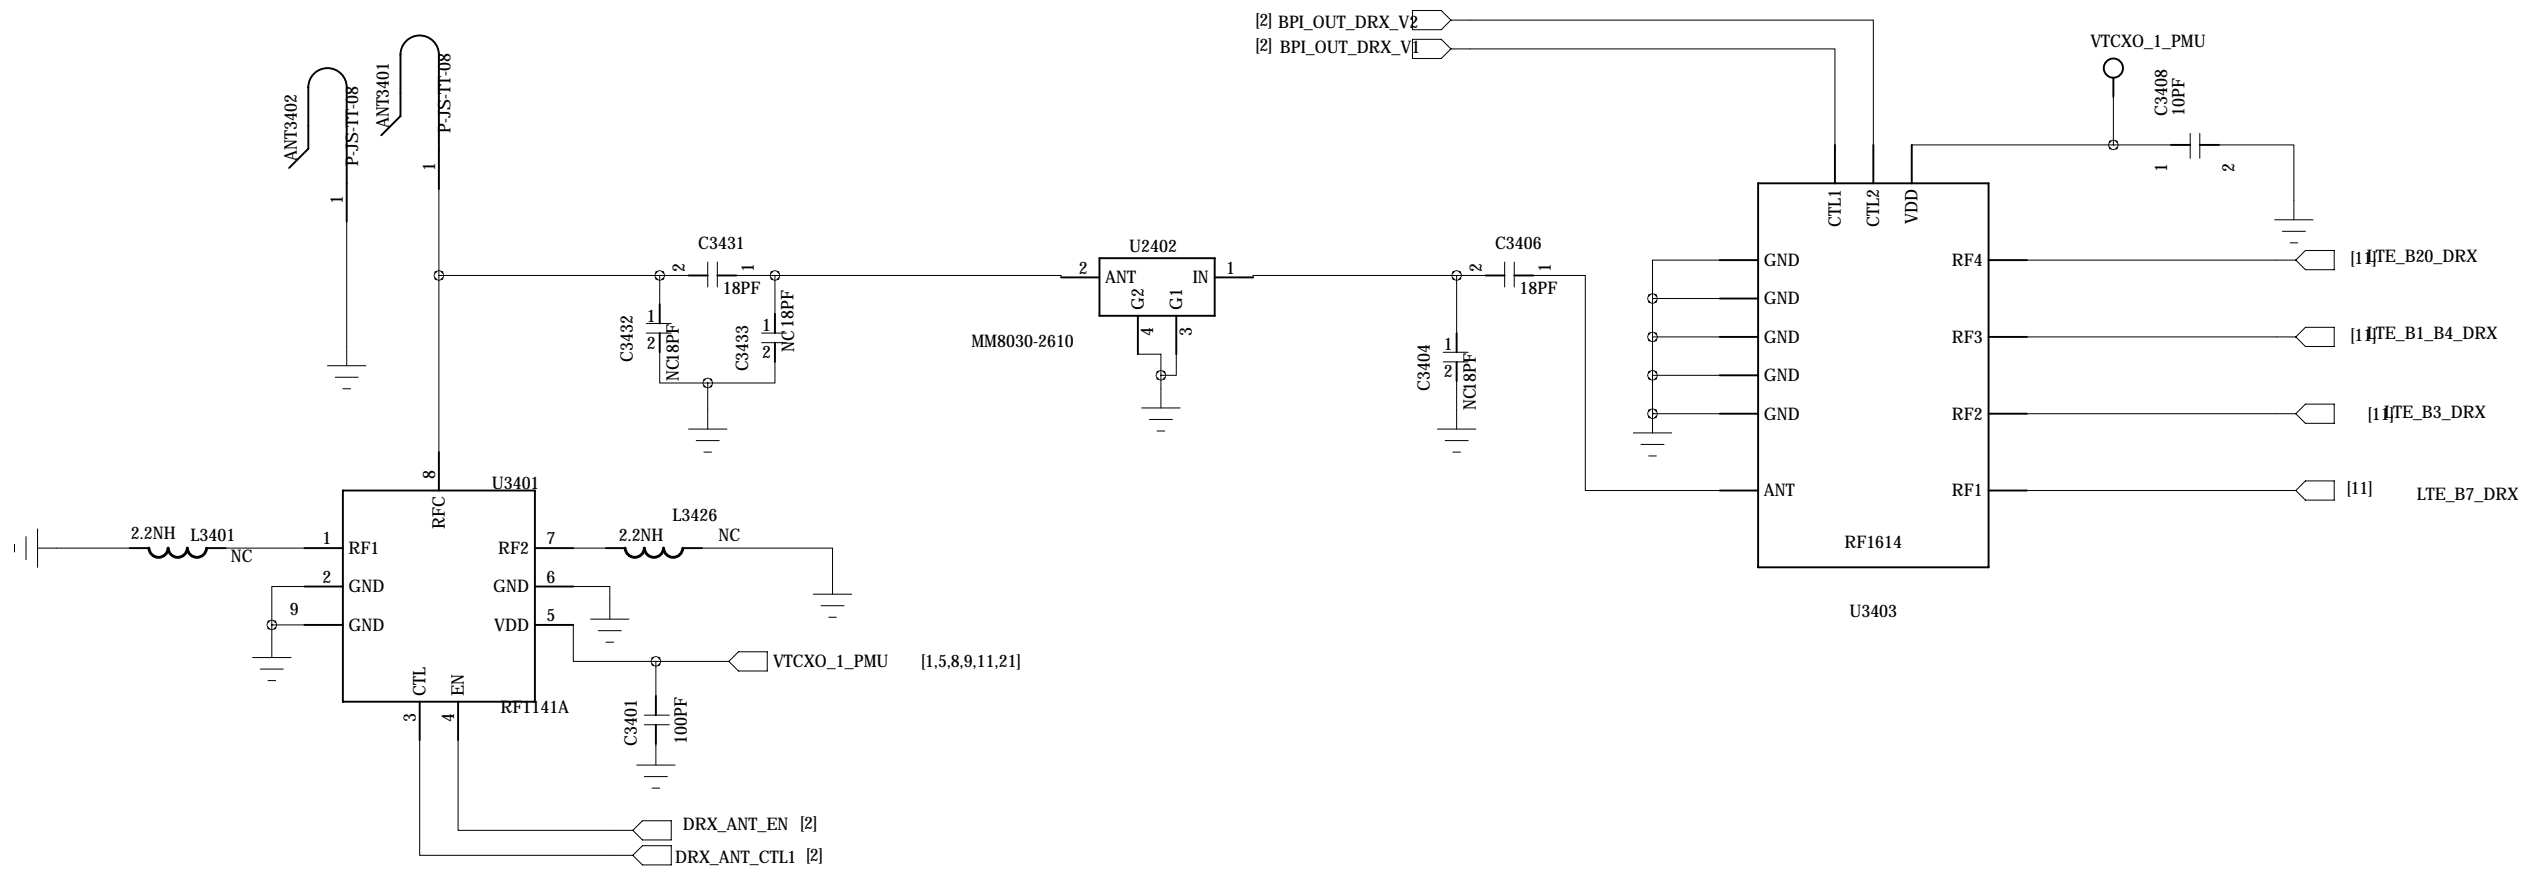 [2] BPI_OUT_DRX_V2
[2] BPI_OUT_DRX_V1
VTCXO_1_PMU
C3408
10PF
1
2
ANT3402
P-JS-TT-08
1
ANT3401
P-JS-TT-08
1
CTL1
CTL2
VDD
C3431
2
1
18PF
C3432
1
2
NC18PF
C3433
1
2
NC 18PF
U2402
2
ANT
IN
1
G2
G1
4
3
MM8030-2610
C3406
2
1
18PF
C3404
1
2
NC18PF
GND
GND
GND
GND
GND
ANT
RF4
RF3
RF2
RF1
RF1614
U3403
[11] LTE_B20_DRX
[11] LTE_B1_B4_DRX
[11] LTE_B3_DRX
[11] LTE_B7_DRX
8
U3401
RFC
2.2NH
L3401
NC
1
RF1
2
GND
9
GND
RF2
7
GND
6
VDD
5
L3426
2.2NH
NC
CTL
EN
3
4
RF1141A
VTCXO_1_PMU [1,5,8,9,11,21]
C3401
100PF
DRX_ANT_EN [2]
DRX_ANT_CTL1 [2]